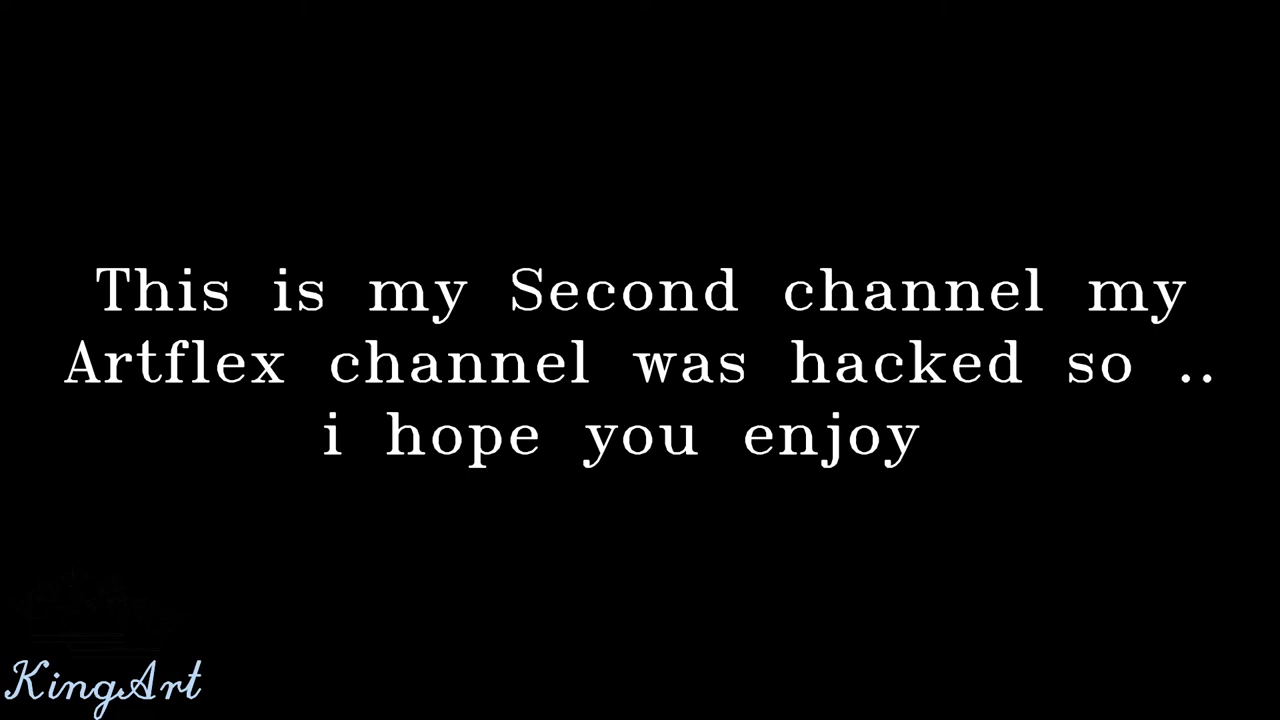 This is my Second channel my
Artflex channel was hacked so ..
i hope you enjoy
KingArt